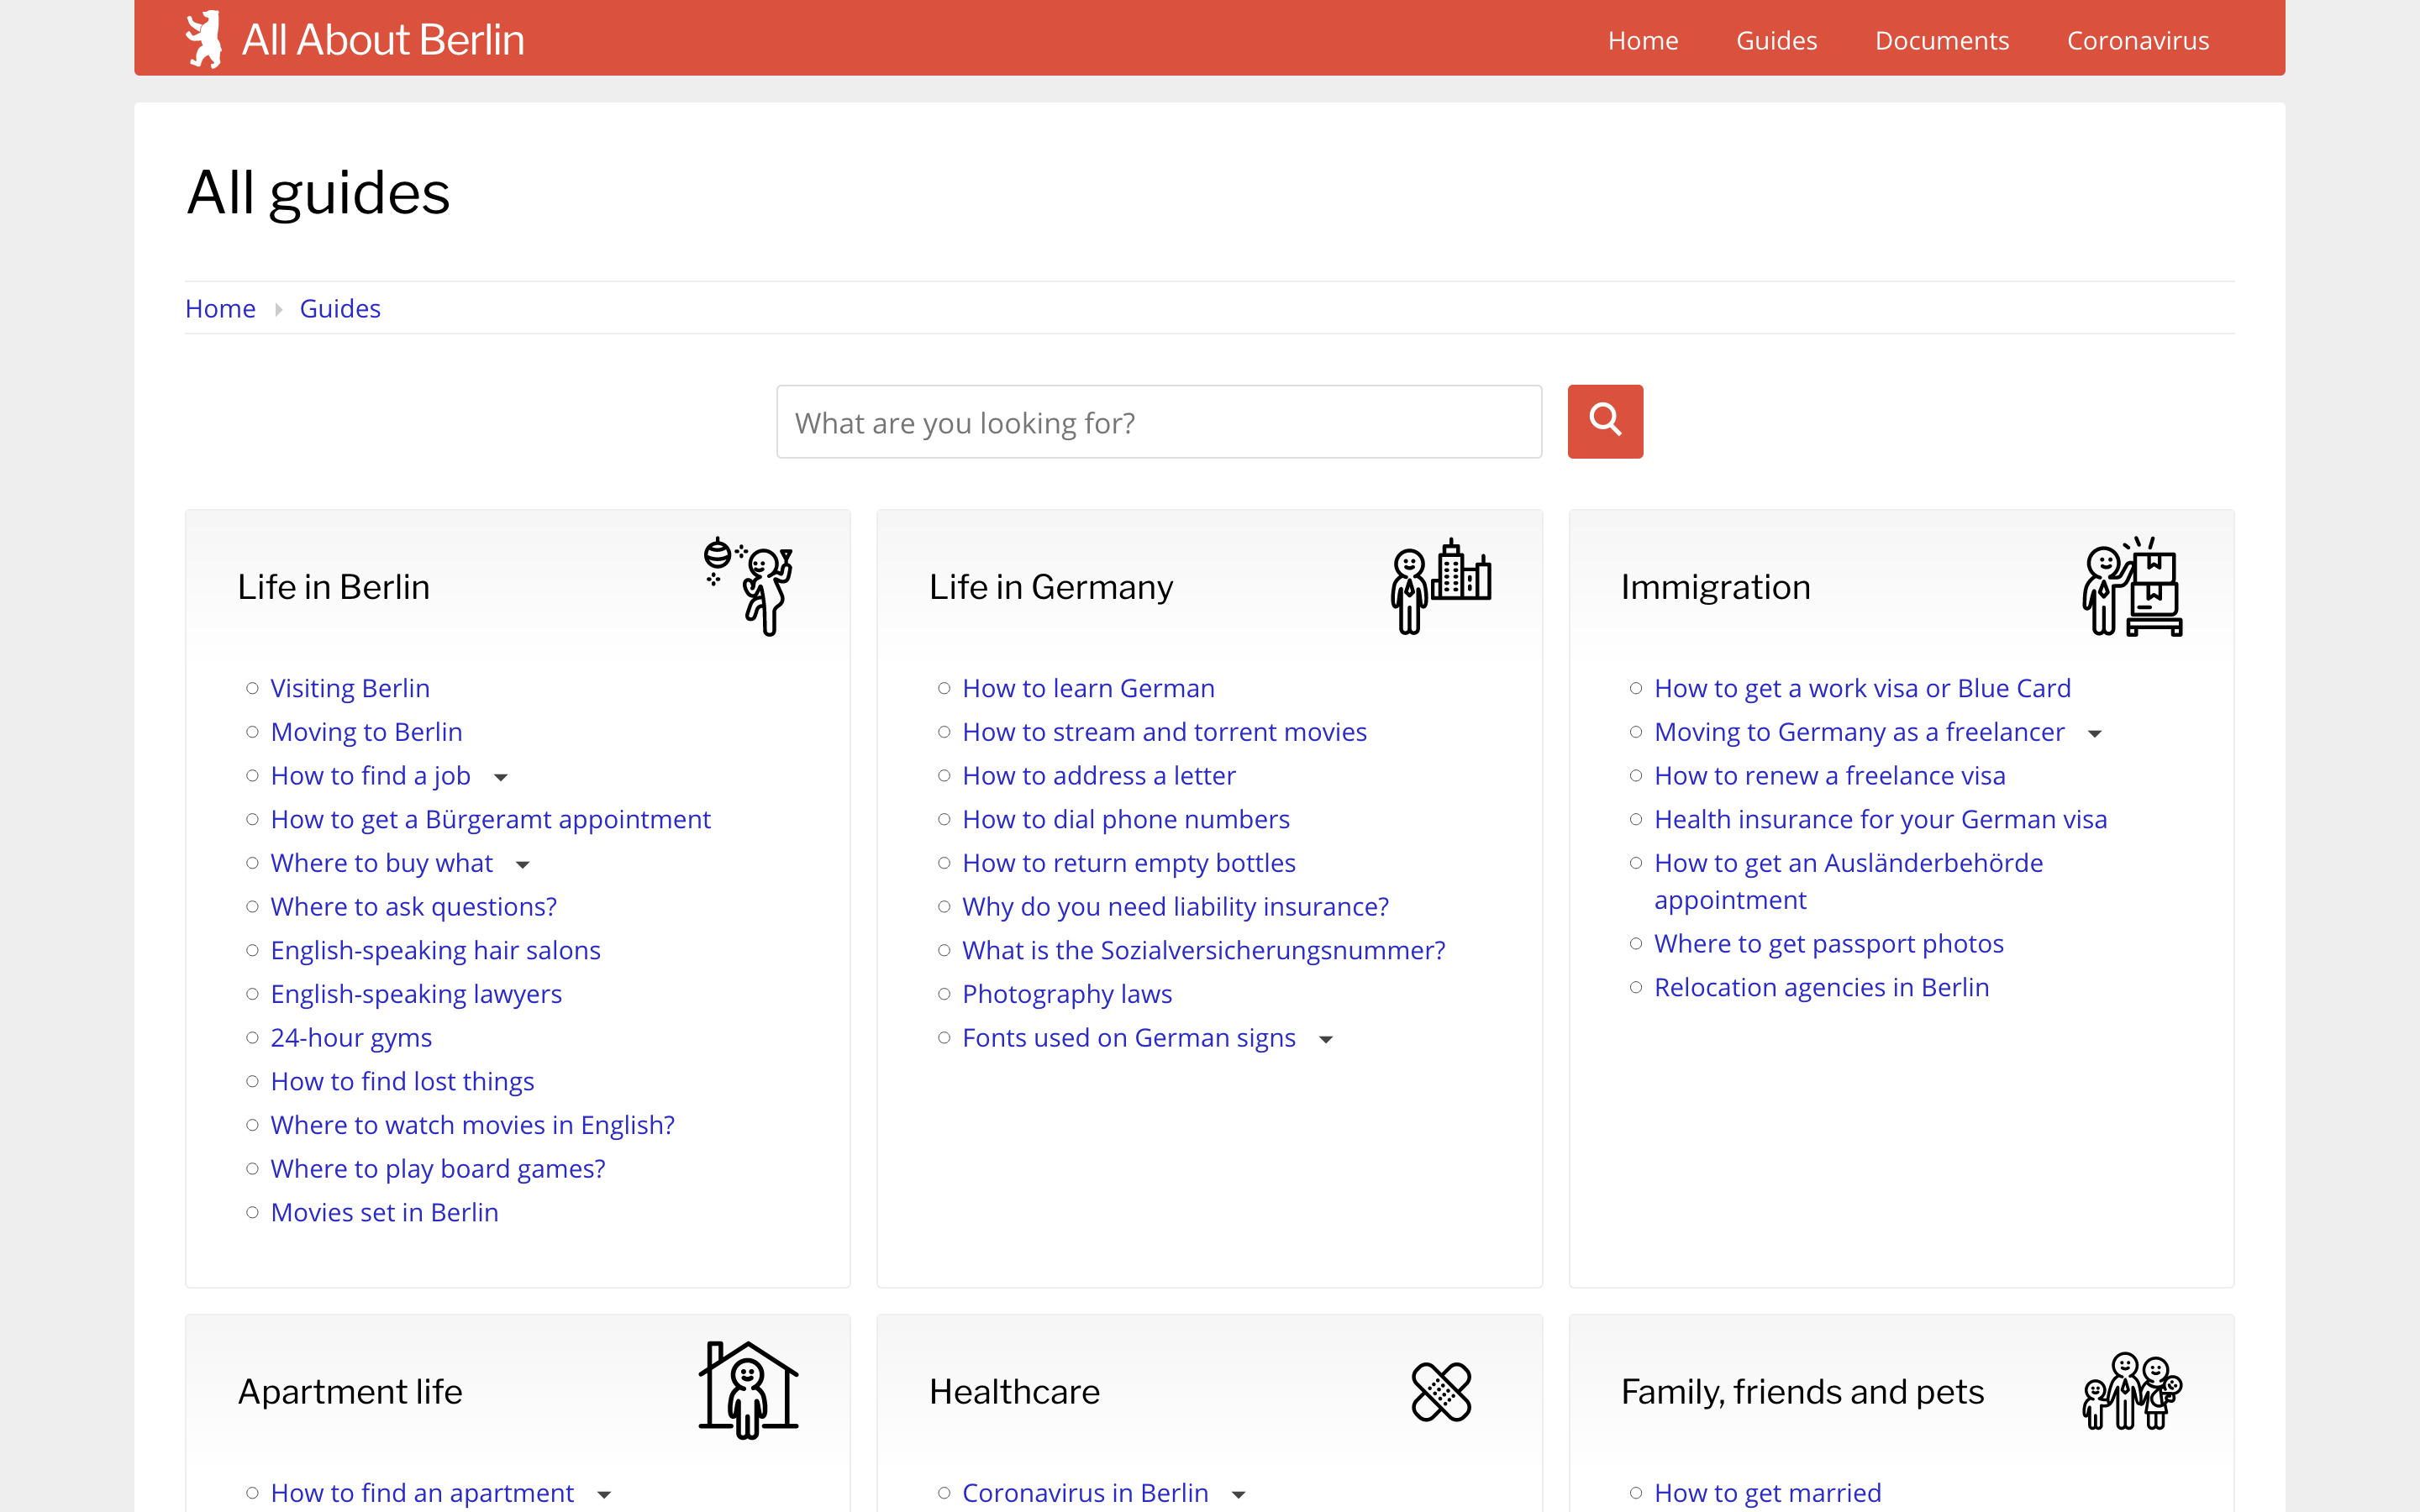 All About Berlin
Home
Guides
Documents
Coronavirus
All guides
Home
Guides
What are you looking for?
Life in Berlin
Visiting Berlin
Moving to Berlin
How to find a job
How to get a Bürgeramt appointment
Where to buy what
Where to ask questions?
English-speaking hair salons
English-speaking lawyers
24-hour gyms
How to find lost things
Where to watch movies in English?
Where to play board games?
Movies set in Berlin
Life in Germany
How to learn German
How to stream and torrent movies
How to address a letter
How to dial phone numbers
How to return empty bottles
Why do you need liability insurance?
What is the Sozialversicherungsnummer?
Photography laws
Fonts used on German signs
Immigration
How to get a work visa or Blue Card
Moving to Germany as a freelancer
How to renew a freelance visa
Health insurance for your German visa
How to get an Ausländerbehörde
appointment
Where to get passport photos
Relocation agencies in Berlin
Apartment life
How to find an apartment
Healthcare
Coronavirus in Berlin
Family, friends and pets
How to get married